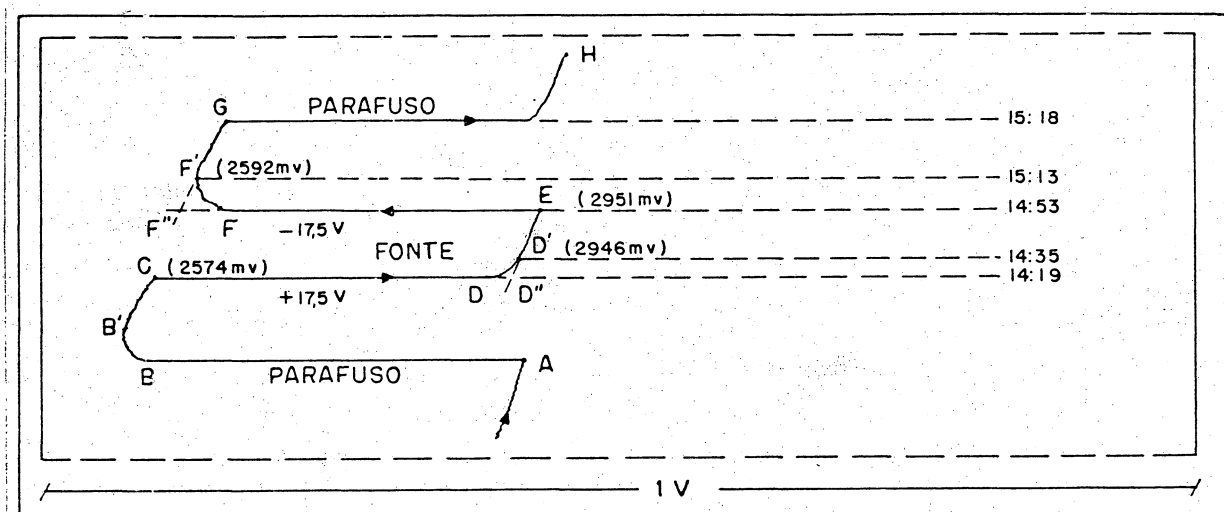 H
G PARAFUSO 15:18
F' (2592mv) 15:13
E (2951mv)
F'' F -17,5 V 14:53
FONTE D' (2946mv) 14:35
C (2574mv) 14:19
+17,5 V D D''
B'
B PARAFUSO A
1 V